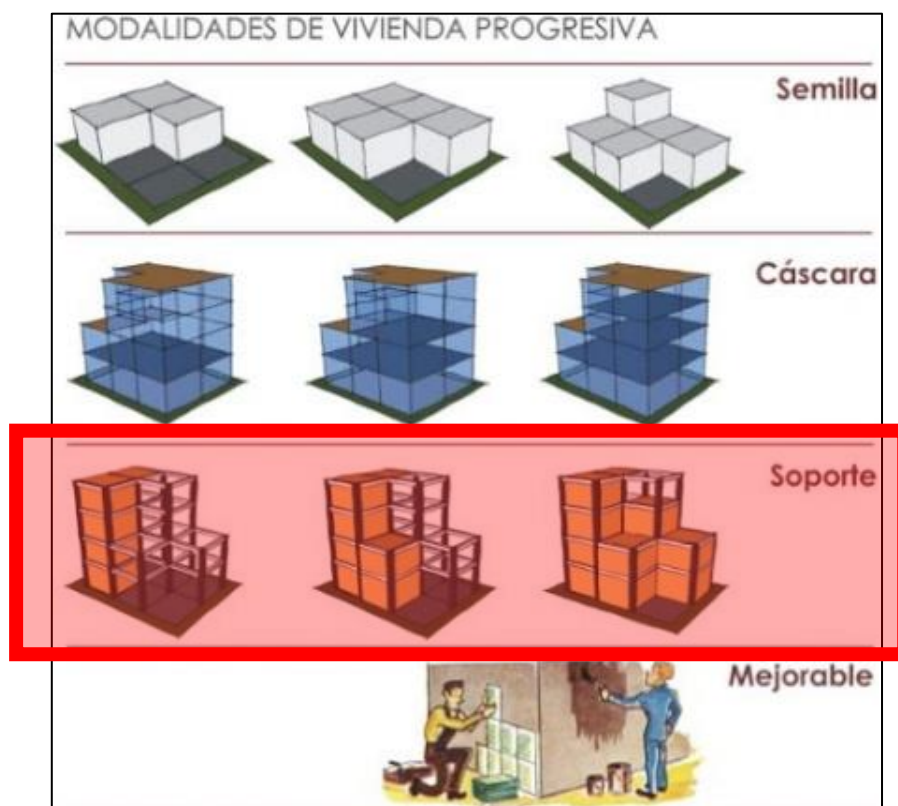 MODALIDADES DE VIVIENDA PROGRESIVA
Semilla
Cáscara
Soporte
Mejorable